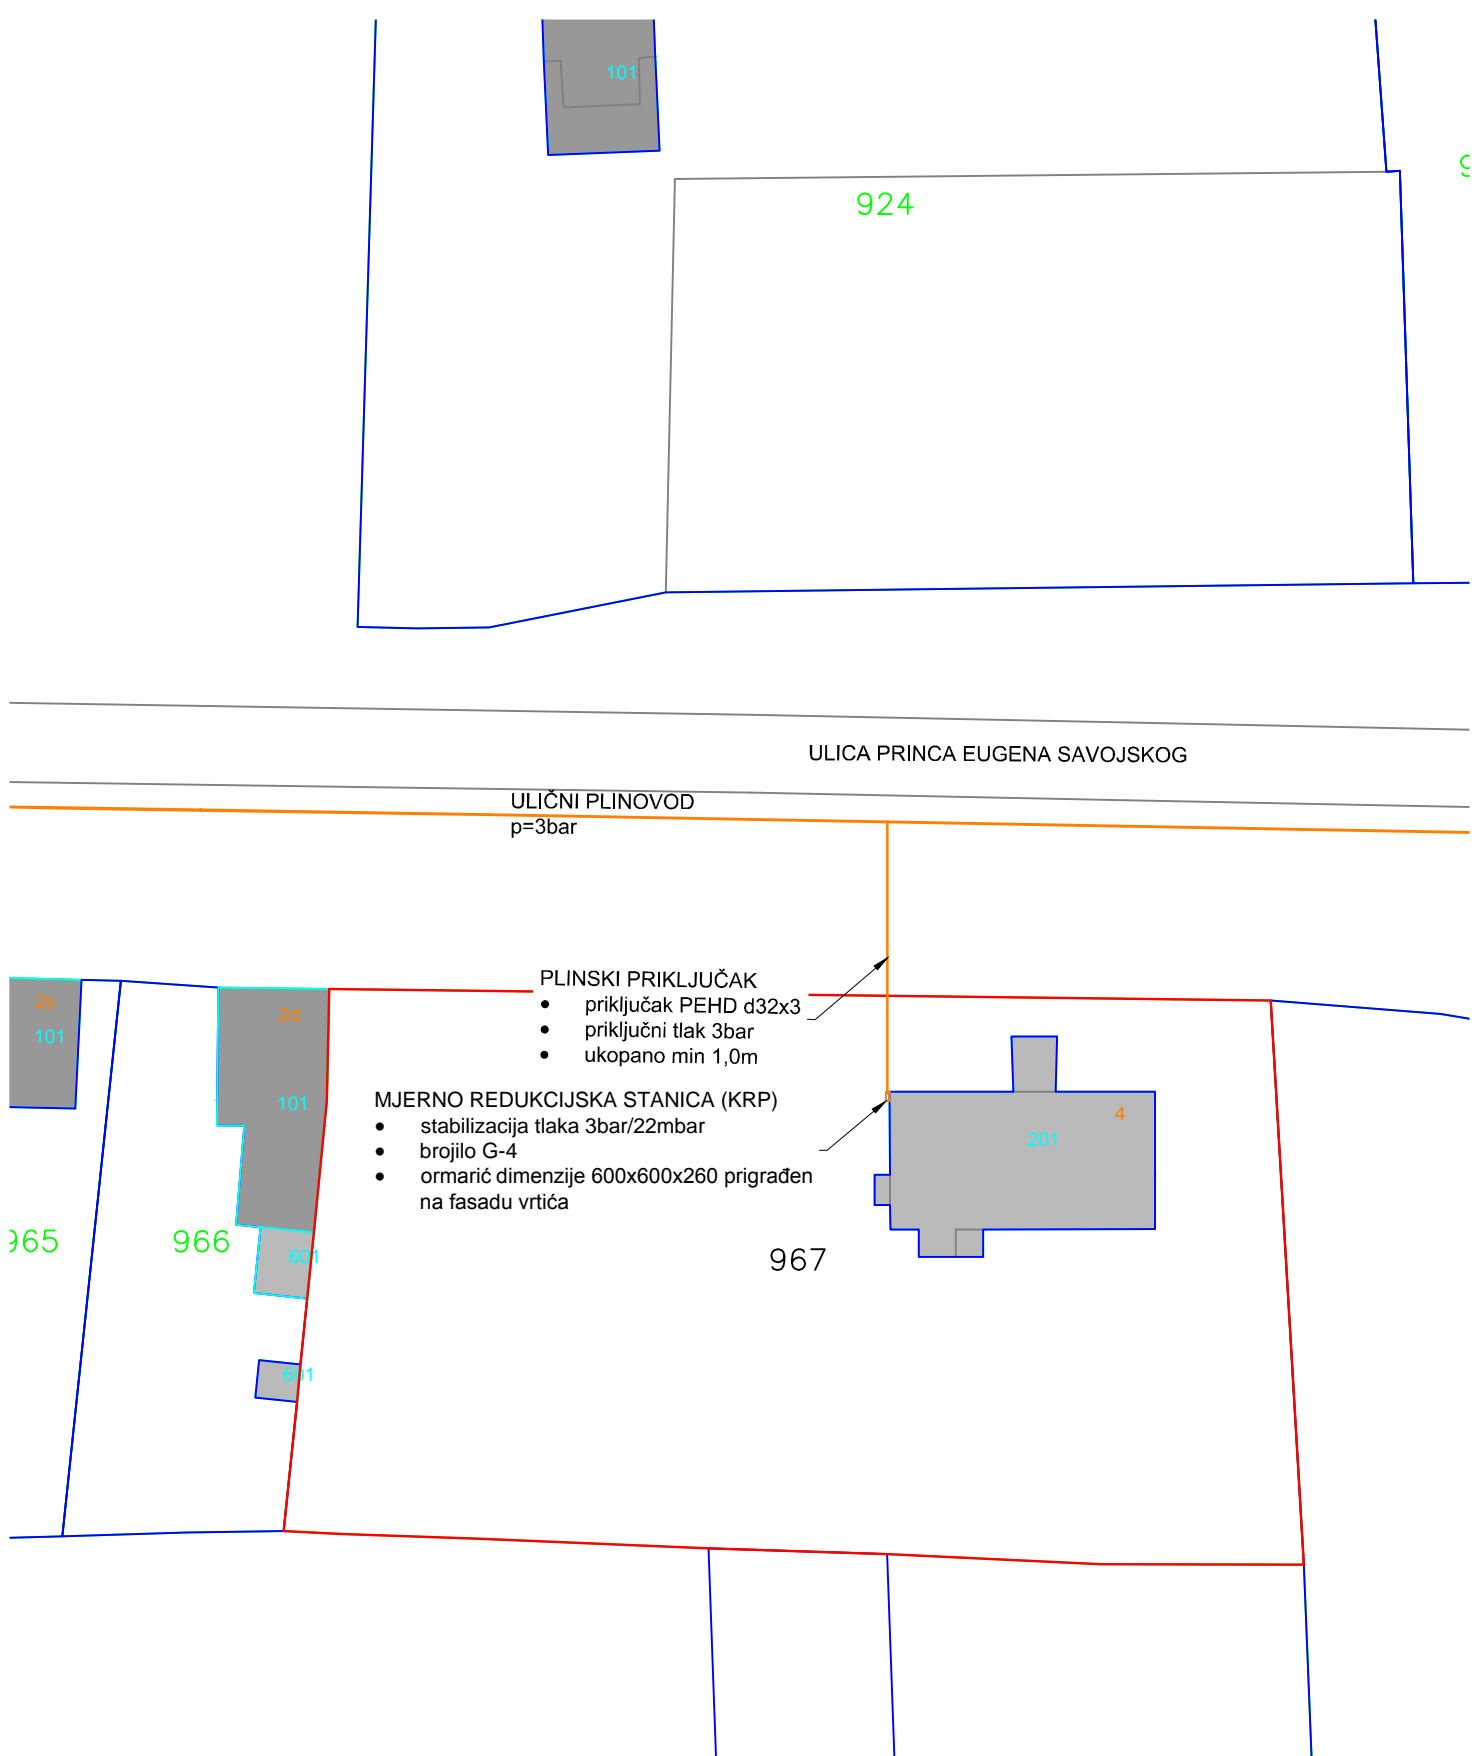 101
924
ULICA PRINCA EUGENA SAVOJSKOG
ULIČNI PLINOVOD
p=3bar
PLINSKI PRIKLJUČAK
• priključak PEHD d32x3
• priključni tlak 3bar
• ukopano min 1,0m
2c
101
2d
101
MJERNO REDUKCIJSKA STANICA (KRP)
• stabilizacija tlaka 3bar/22mbar
• brojilo G-4
• ormarić dimenzije 600x600x260 prigrađen
na fasadu vrtića
4
201
965
966
601
967
601